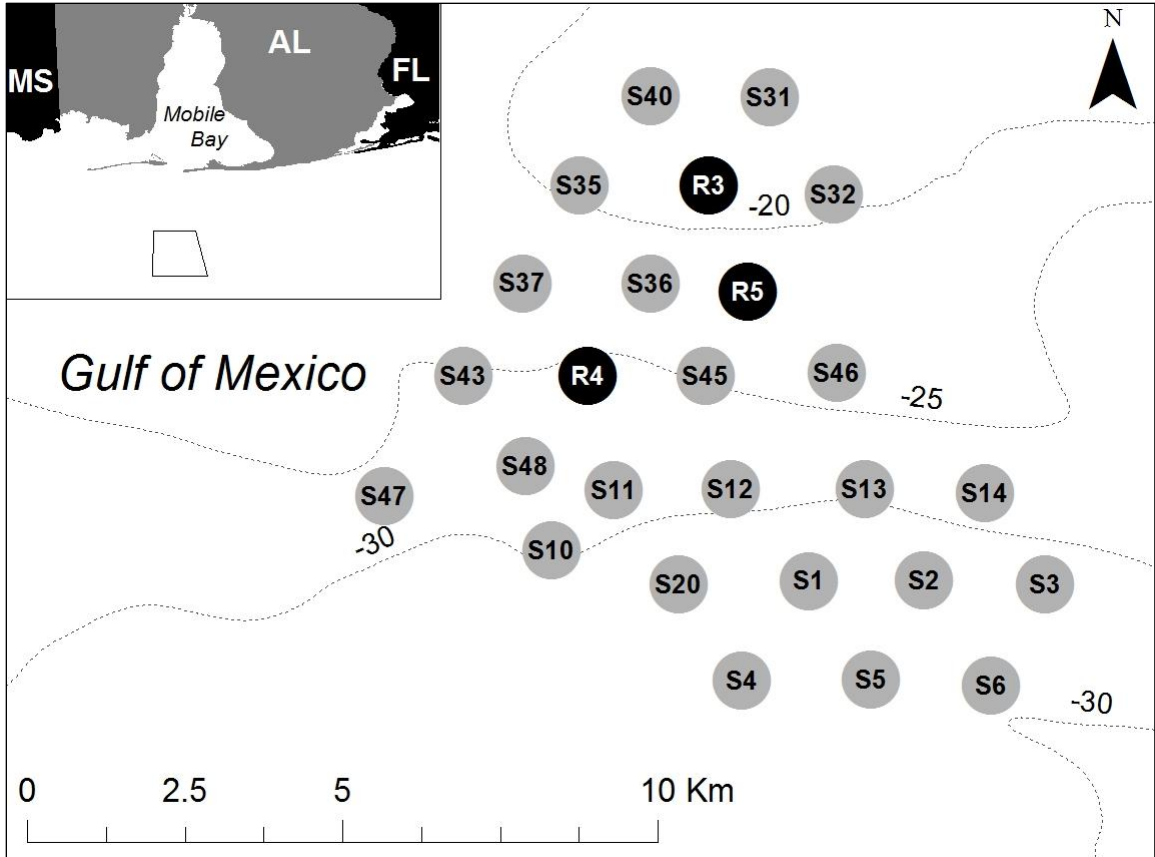 MS
AL
FL
Mobile
Bay
N
S40 S31
S35 R3 S32
-20
S37 S36 R5
Gulf of Mexico
S43 R4 S45 S46
-25
S48
S47 S11 S12 S13 S14
-30
S10
S20 S1 S2 S3
S4 S5 S6
-30
0 2.5 5 10 Km